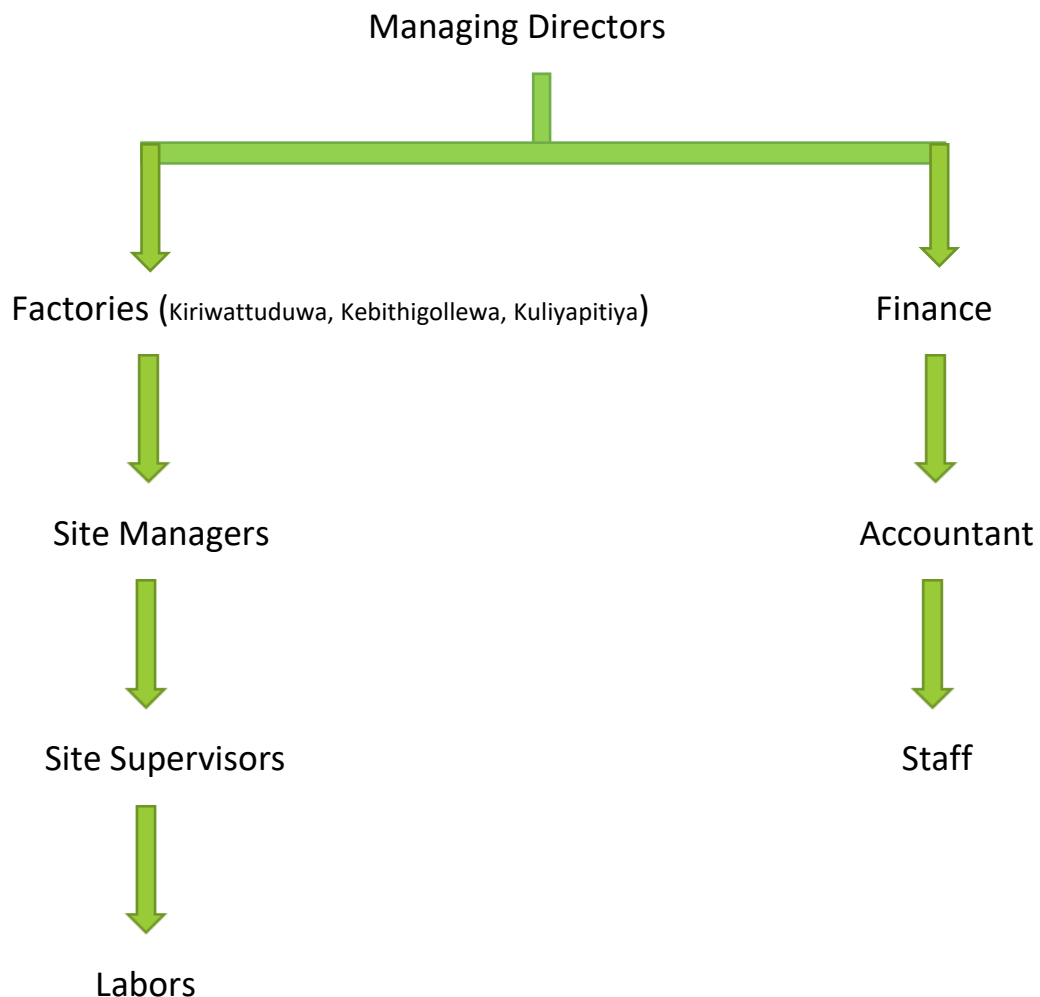 Managing Directors
Factories (Kiriwattuduwa, Kebithigollewa, Kuliyapitiya)
Finance
Site Managers
Accountant
Site Supervisors
Staff
Labors